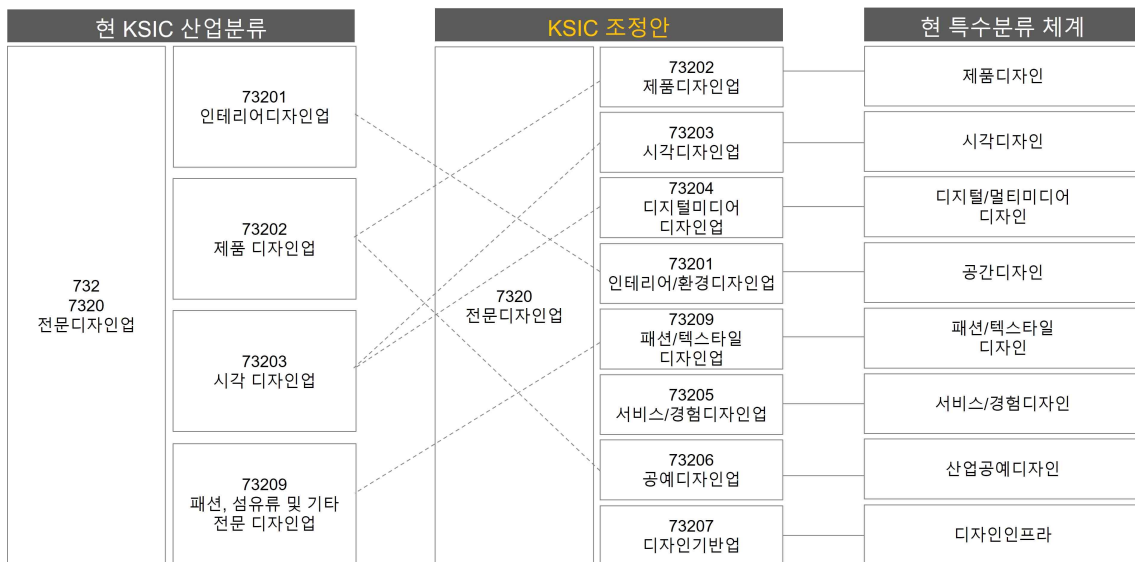 현 KSIC 산업분류
732
7320
전문디자인업
73201
인테리어디자인업
73202
제품 디자인업
73203
시각 디자인업
73209
패션, 섬유류 및 기타
전문 디자인업
KSIC 조정안
7320
전문디자인업
73202
제품디자인업
73203
시각디자인업
73204
디지털미디어
디자인업
73201
인테리어/환경디자인업
73209
패션/텍스타일
디자인업
73205
서비스/경험디자인업
73206
공예디자인업
73207
디자인기반업
현 특수분류 체계
제품디자인
시각디자인
디지털/멀티미디어
디자인
공간디자인
패션/텍스타일
디자인
서비스/경험디자인
산업공예디자인
디자인인프라